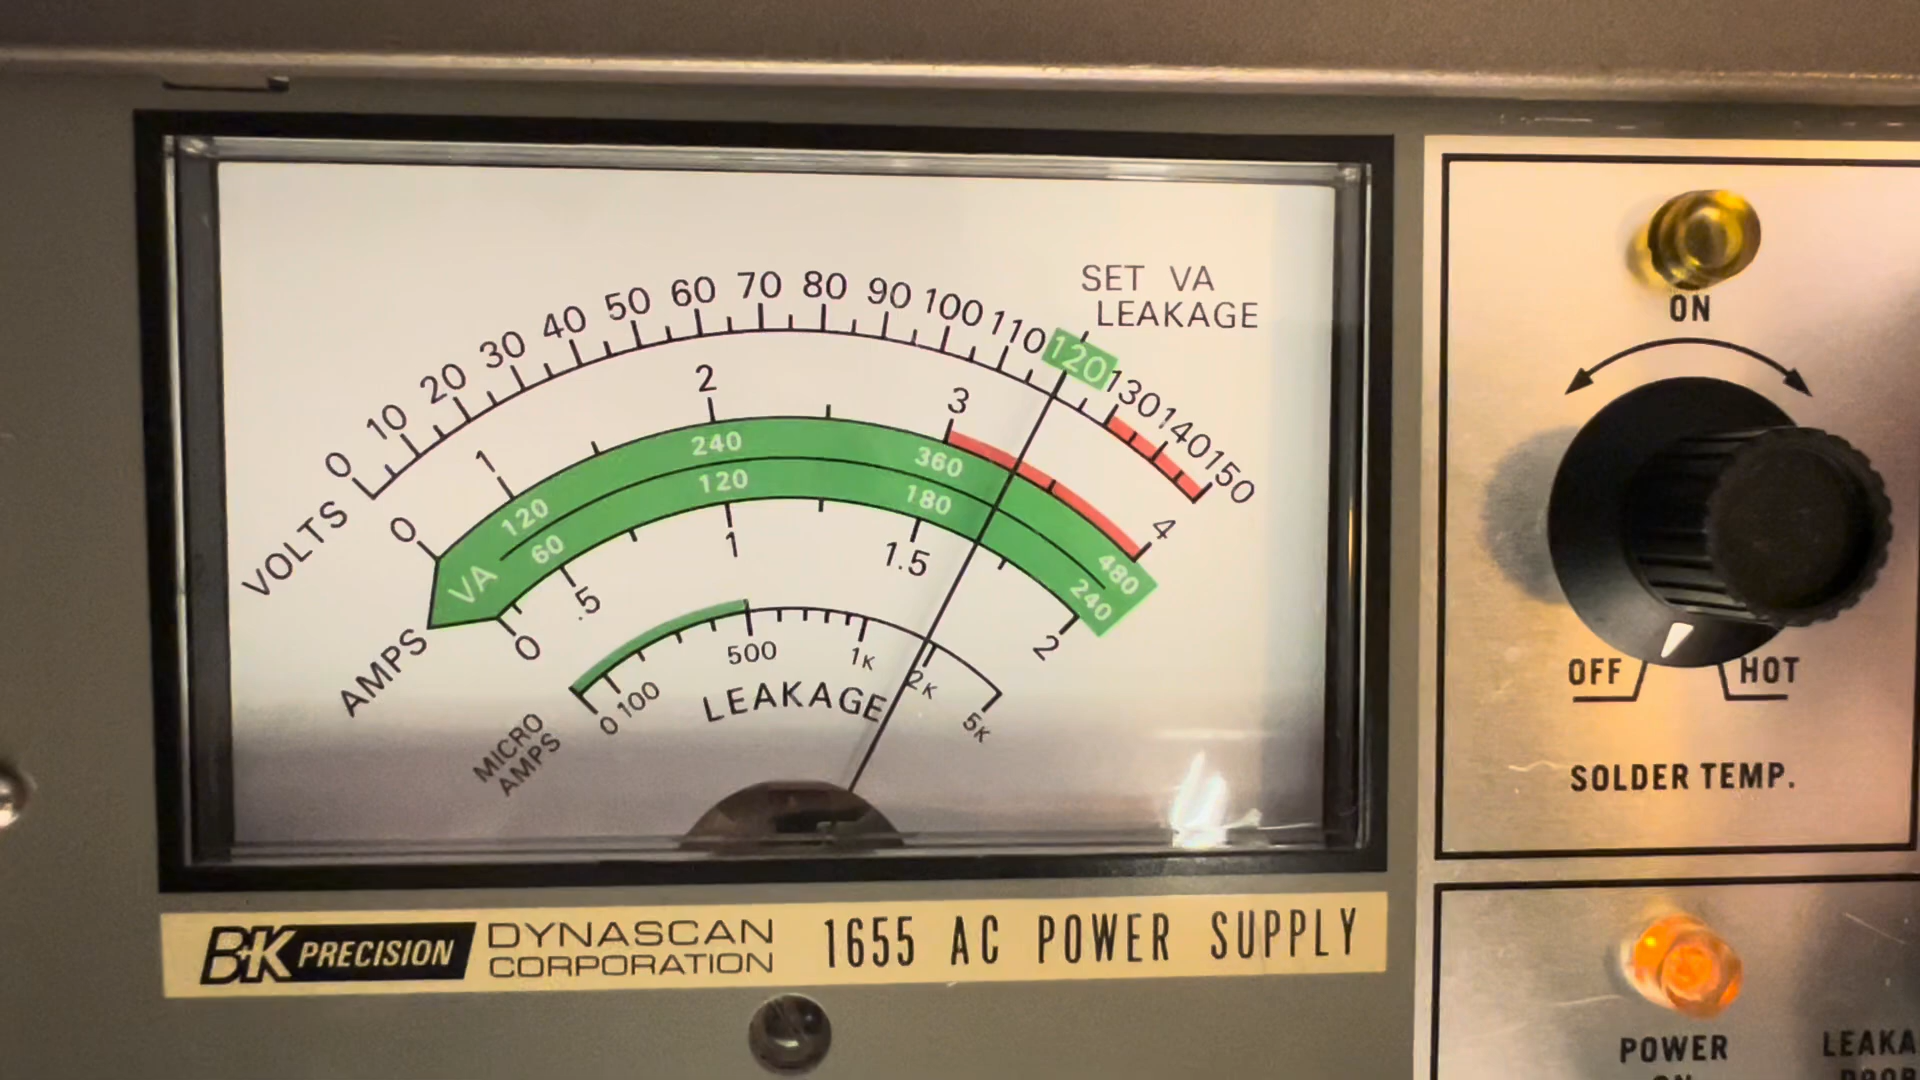 SET VA
LEAKAGE
0 10 20 30 40 50 60 70 80 90 100 110 120 130 140 150
VOLTS
0 1 2 3 4
120 240 360 480
VA
60 120 180 240
0 .5 1 1.5 2
AMPS
0 100 500 1K 2K 5K
LEAKAGE
MICRO
AMPS
B+K PRECISION
DYNASCAN
CORPORATION
1655 AC POWER SUPPLY
ON
OFF
HOT
SOLDER TEMP.
POWER
LEAKA